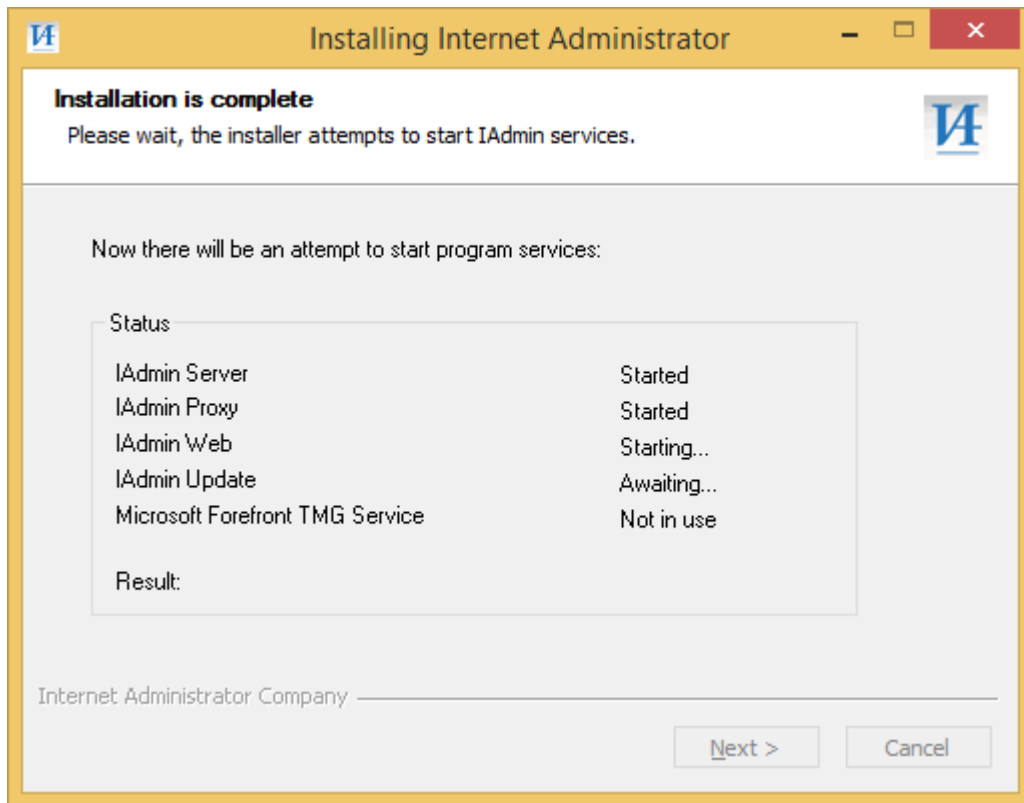 Installing Internet Administrator
Installation is complete
Please wait, the installer attempts to start IAdmin services.
Now there will be an attempt to start program services:
Status
IAdmin Server Started
IAdmin Proxy Started
IAdmin Web Starting...
IAdmin Update Awaiting...
Microsoft Forefront TMG Service Not in use
Result:
Internet Administrator Company
Next > Cancel